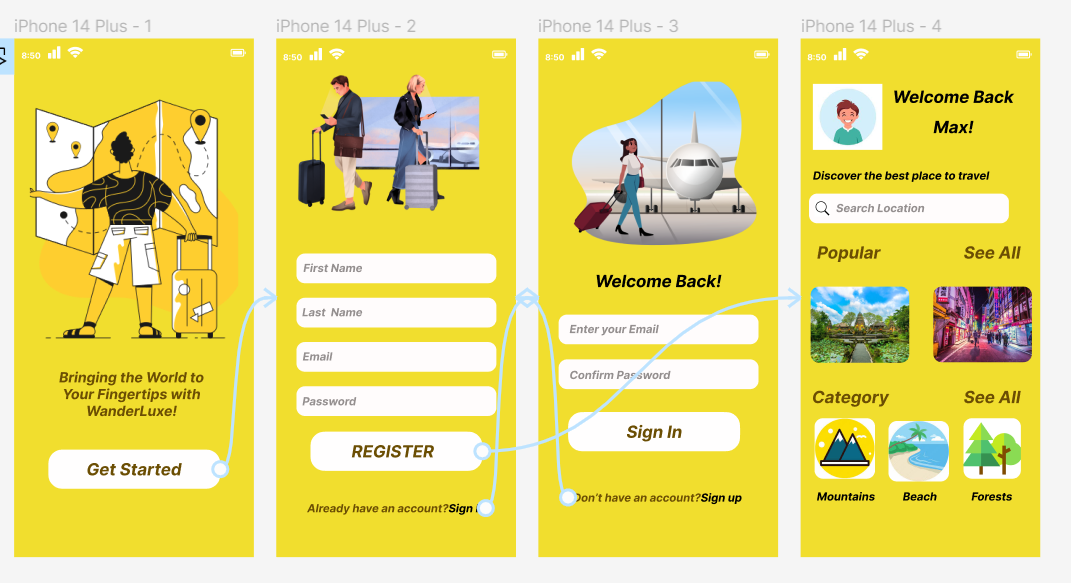 iPhone 14 Plus - 1
8:50
Bringing the World to
Your Fingertips with
WanderLuxe!
Get Started
iPhone 14 Plus - 2
8:50
First Name
Last Name
Email
Password
REGISTER
Already have an account?Sign
iPhone 14 Plus - 3
8:50
Welcome Back!
Enter your Email
Confirm Password
Sign In
Don't have an account?Sign up
iPhone 14 Plus - 4
8:50
Welcome Back
Max!
Discover the best place to travel
Search Location
Popular See All
Category See All
Mountains Beach Forests